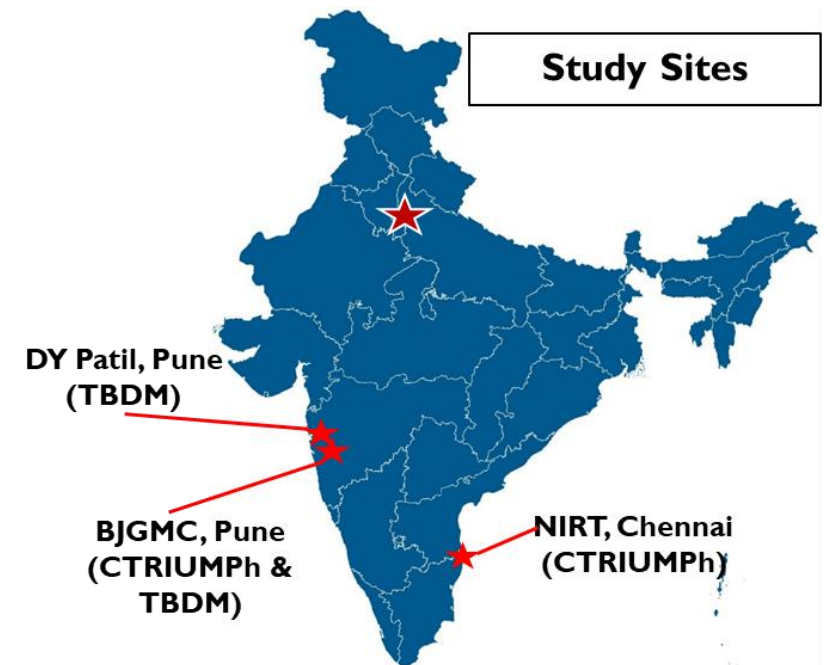 Study Sites
DY Patil, Pune
(TBDM)
BJGMC, Pune
(CTRIUMPh &
TBDM)
NIRT, Chennai
(CTRIUMPh)